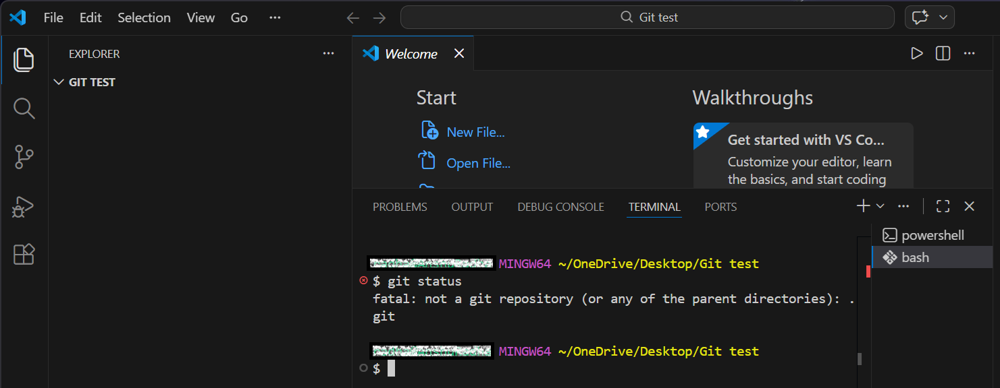 File Edit Selection View Go ···
Git test
EXPLORER ···
GIT TEST
Welcome
···
Start
New File...
Open File...
Walkthroughs
Get started with VS Co...
Customize your editor, learn
the basics, and start coding
PROBLEMS OUTPUT DEBUG CONSOLE TERMINAL PORTS
···
powershell
bash
MINGW64 ~/OneDrive/Desktop/Git test
$ git status
fatal: not a git repository (or any of the parent directories): .
git
MINGW64 ~/OneDrive/Desktop/Git test
$